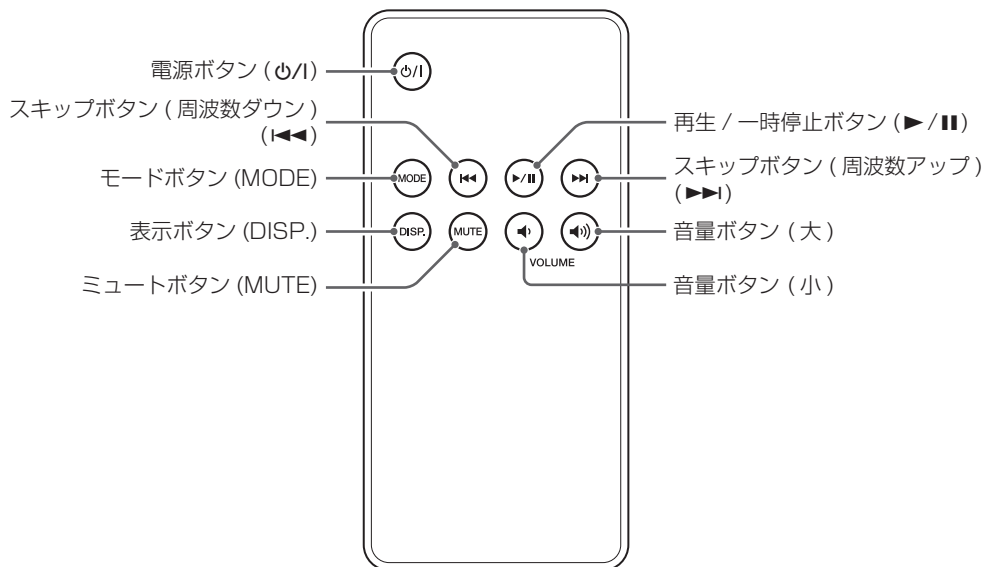 電源ボタン ( ⏻/I )
スキップボタン ( 周波数ダウン )
(I◀◀)
モードボタン (MODE)
表示ボタン (DISP.)
ミュートボタン (MUTE)
再生 / 一時停止ボタン (▶/II)
スキップボタン ( 周波数アップ )
(▶▶I)
音量ボタン ( 大 )
音量ボタン ( 小 )
⏻/I
MODE
I◀◀
▶/II
▶▶I
DISP.
MUTE
VOLUME